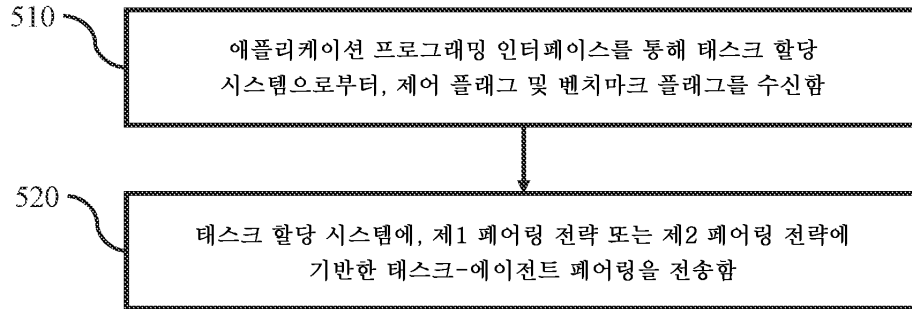 510
애플리케이션 프로그래밍 인터페이스를 통해 태스크 할당
시스템으로부터, 제어 플래그 및 벤치마크 플래그를 수신함
520
태스크 할당 시스템에, 제1 페어링 전략 또는 제2 페어링 전략에
기반한 태스크-에이전트 페어링을 전송함